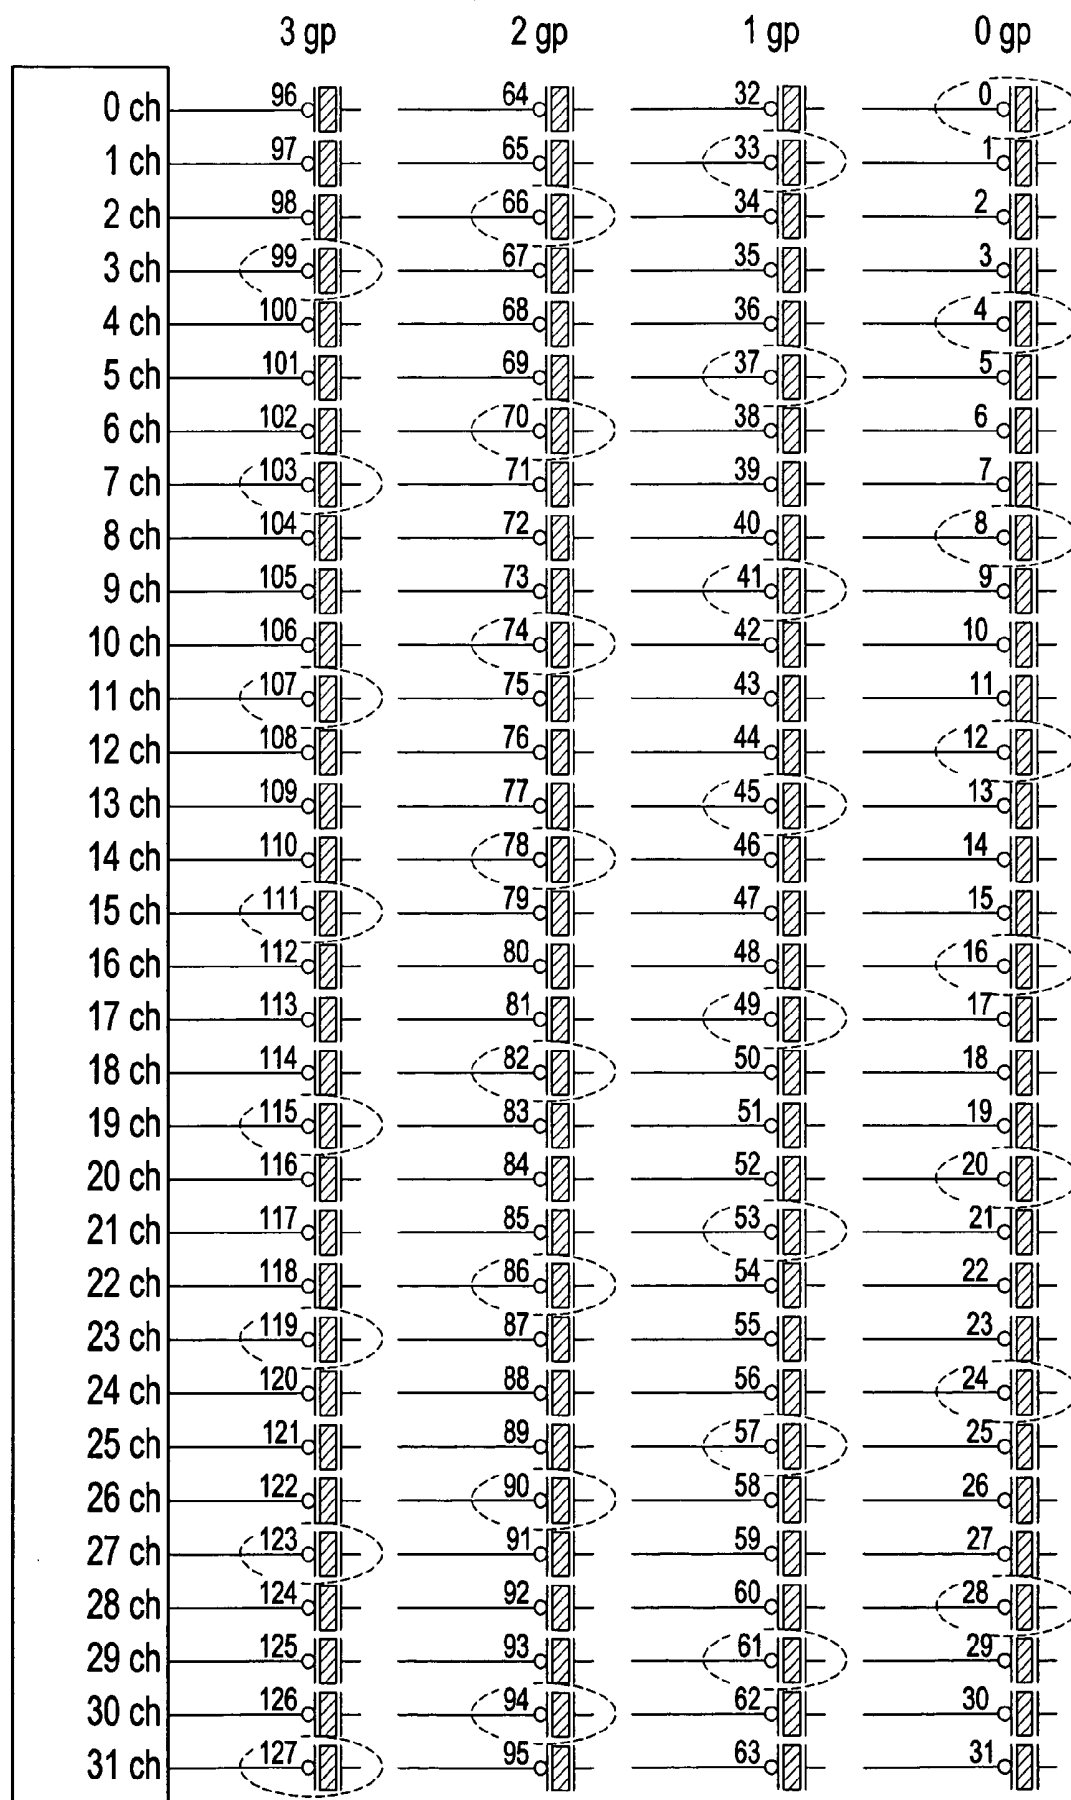 3 gp 2 gp 1 gp 0 gp
0 ch 96 64 32 0
1 ch 97 65 33 1
2 ch 98 66 34 2
3 ch 99 67 35 3
4 ch 100 68 36 4
5 ch 101 69 37 5
6 ch 102 70 38 6
7 ch 103 71 39 7
8 ch 104 72 40 8
9 ch 105 73 41 9
10 ch 106 74 42 10
11 ch 107 75 43 11
12 ch 108 76 44 12
13 ch 109 77 45 13
14 ch 110 78 46 14
15 ch 111 79 47 15
16 ch 112 80 48 16
17 ch 113 81 49 17
18 ch 114 82 50 18
19 ch 115 83 51 19
20 ch 116 84 52 20
21 ch 117 85 53 21
22 ch 118 86 54 22
23 ch 119 87 55 23
24 ch 120 88 56 24
25 ch 121 89 57 25
26 ch 122 90 58 26
27 ch 123 91 59 27
28 ch 124 92 60 28
29 ch 125 93 61 29
30 ch 126 94 62 30
31 ch 127 95 63 31